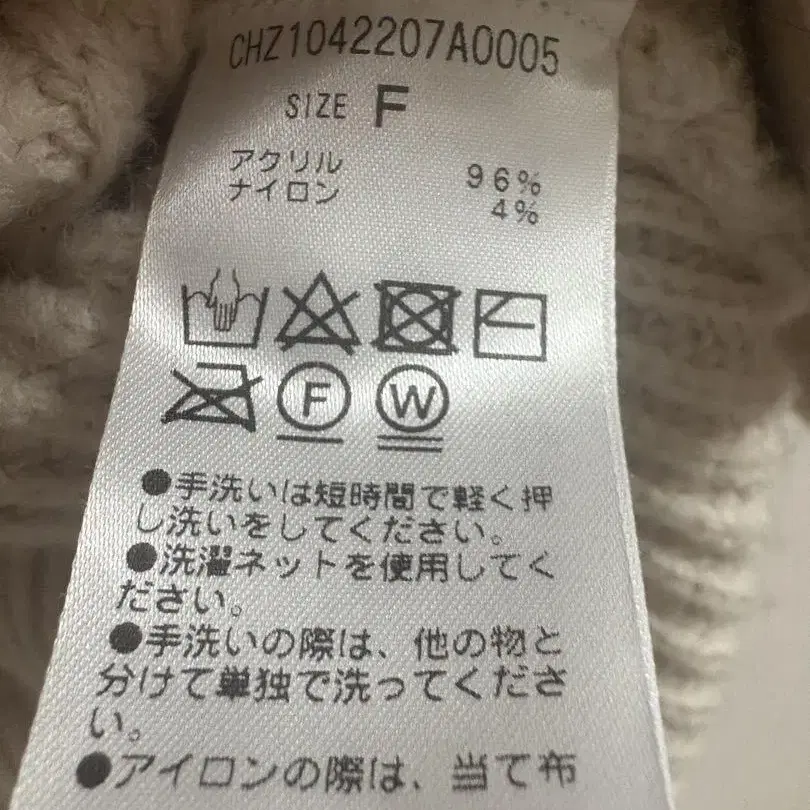 CHZ1042207A0005
SIZE F
アクリル 96%
ナイロン 4%
F W
●手洗いは短時間で軽く押
し洗いをしてください。
●洗濯ネットを使用してく
ださい。
●手洗いの際は、他の物と
分けて単独で洗ってくださ
い。
●アイロンの際は、当て布